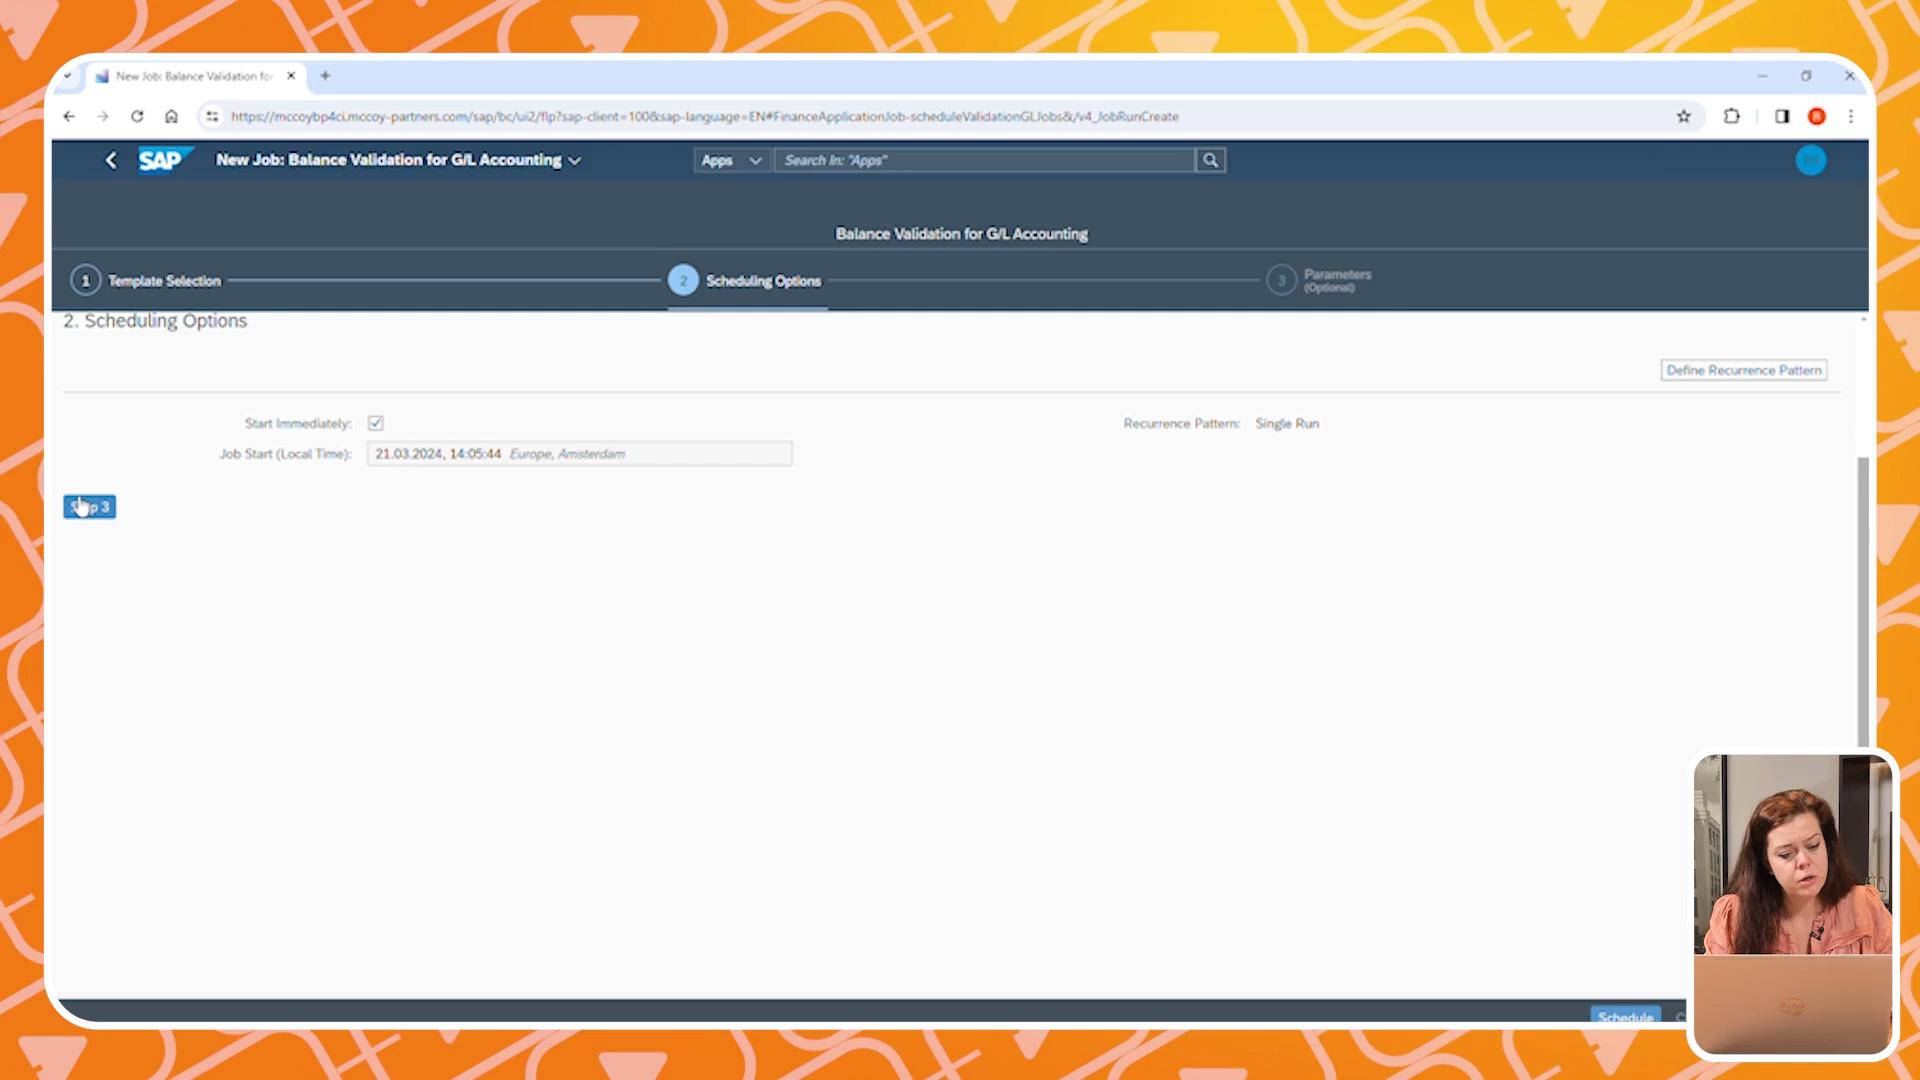 New Job: Balance Validation for
https://mccoybp4ci.mccoy-partners.com/sap/bc/ui2/flp?sap-client=100&sap-language=EN#FinanceApplicationJob-scheduleValidationGLJobs&/v4_JobRunCreate
SAP
New Job: Balance Validation for G/L Accounting
Apps
Search In: "Apps"
Balance Validation for G/L Accounting
1 Template Selection
2 Scheduling Options
3 Parameters
(Optional)
2. Scheduling Options
Define Recurrence Pattern
Start Immediately:
Recurrence Pattern: Single Run
Job Start (Local Time): 21.03.2024, 14:05:44 Europe, Amsterdam
3
Schedule